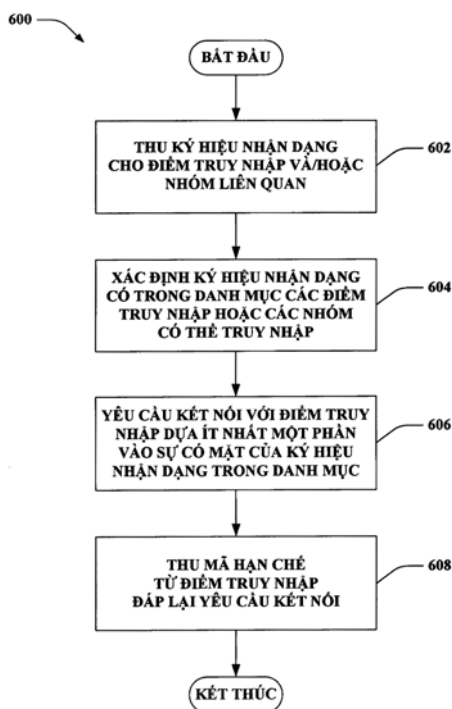 600
BẮT ĐẦU
THU KÝ HIỆU NHẬN DẠNG
CHO ĐIỂM TRUY NHẬP VÀ/HOẶC
NHÓM LIÊN QUAN
602
XÁC ĐỊNH KÝ HIỆU NHẬN DẠNG
CÓ TRONG DANH MỤC CÁC ĐIỂM
TRUY NHẬP HOẶC CÁC NHÓM
CÓ THỂ TRUY NHẬP
604
YÊU CẦU KẾT NỐI VỚI ĐIỂM TRUY
NHẬP DỰA ÍT NHẤT MỘT PHẦN
VÀO SỰ CÓ MẶT CỦA KÝ HIỆU
NHẬN DẠNG TRONG DANH MỤC
606
THU MÃ HẠN CHẾ
TỪ ĐIỂM TRUY NHẬP
ĐÁP LẠI YÊU CẦU KẾT NỐI
608
KẾT THÚC